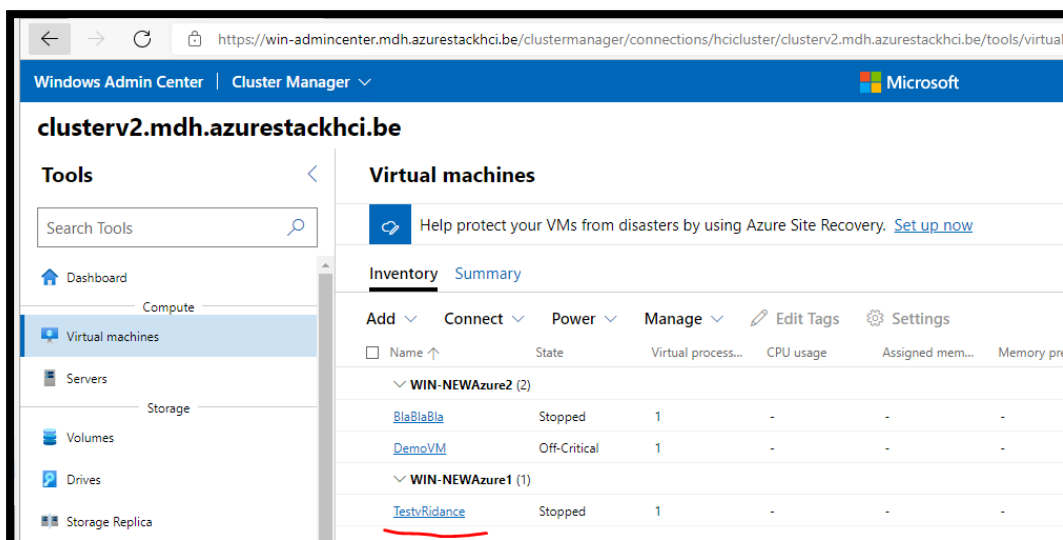 https://win-admincenter.mdh.azurestackhci.be/clustermanager/connections/hcicluster/clusterv2.mdh.azurestackhci.be/tools/virtual
Windows Admin Center | Cluster Manager Microsoft
clusterv2.mdh.azurestackhci.be
Tools
Search Tools
Dashboard
Compute
Virtual machines
Servers
Storage
Volumes
Drives
Storage Replica
Virtual machines
Help protect your VMs from disasters by using Azure Site Recovery. Set up now
Inventory Summary
Add Connect Power Manage Edit Tags Settings
Name State Virtual process... CPU usage Assigned mem... Memory pre
WIN-NEWAzure2 (2)
BlaBlaBla Stopped 1 - - -
DemoVM Off-Critical 1 - - -
WIN-NEWAzure1 (1)
TestvRidance Stopped 1 - - -